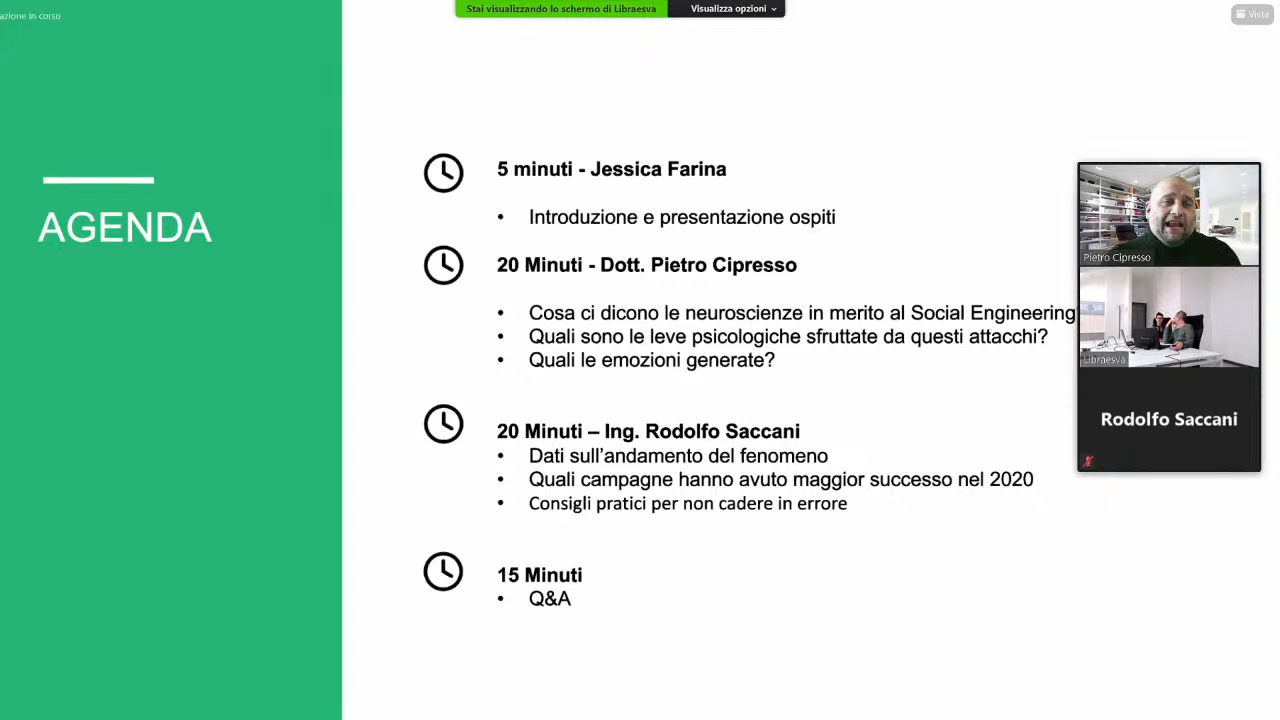 azione in corso
Stai visualizzando lo schermo di Libraesva
Visualizza opzioni
Vista
AGENDA
5 minuti - Jessica Farina
• Introduzione e presentazione ospiti
20 Minuti - Dott. Pietro Cipresso
• Cosa ci dicono le neuroscienze in merito al Social Engineering
• Quali sono le leve psicologiche sfruttate da questi attacchi?
• Quali le emozioni generate?
20 Minuti – Ing. Rodolfo Saccani
• Dati sull’andamento del fenomeno
• Quali campagne hanno avuto maggior successo nel 2020
• Consigli pratici per non cadere in errore
15 Minuti
• Q&A
Pietro Cipresso
Libraesva
Rodolfo Saccani